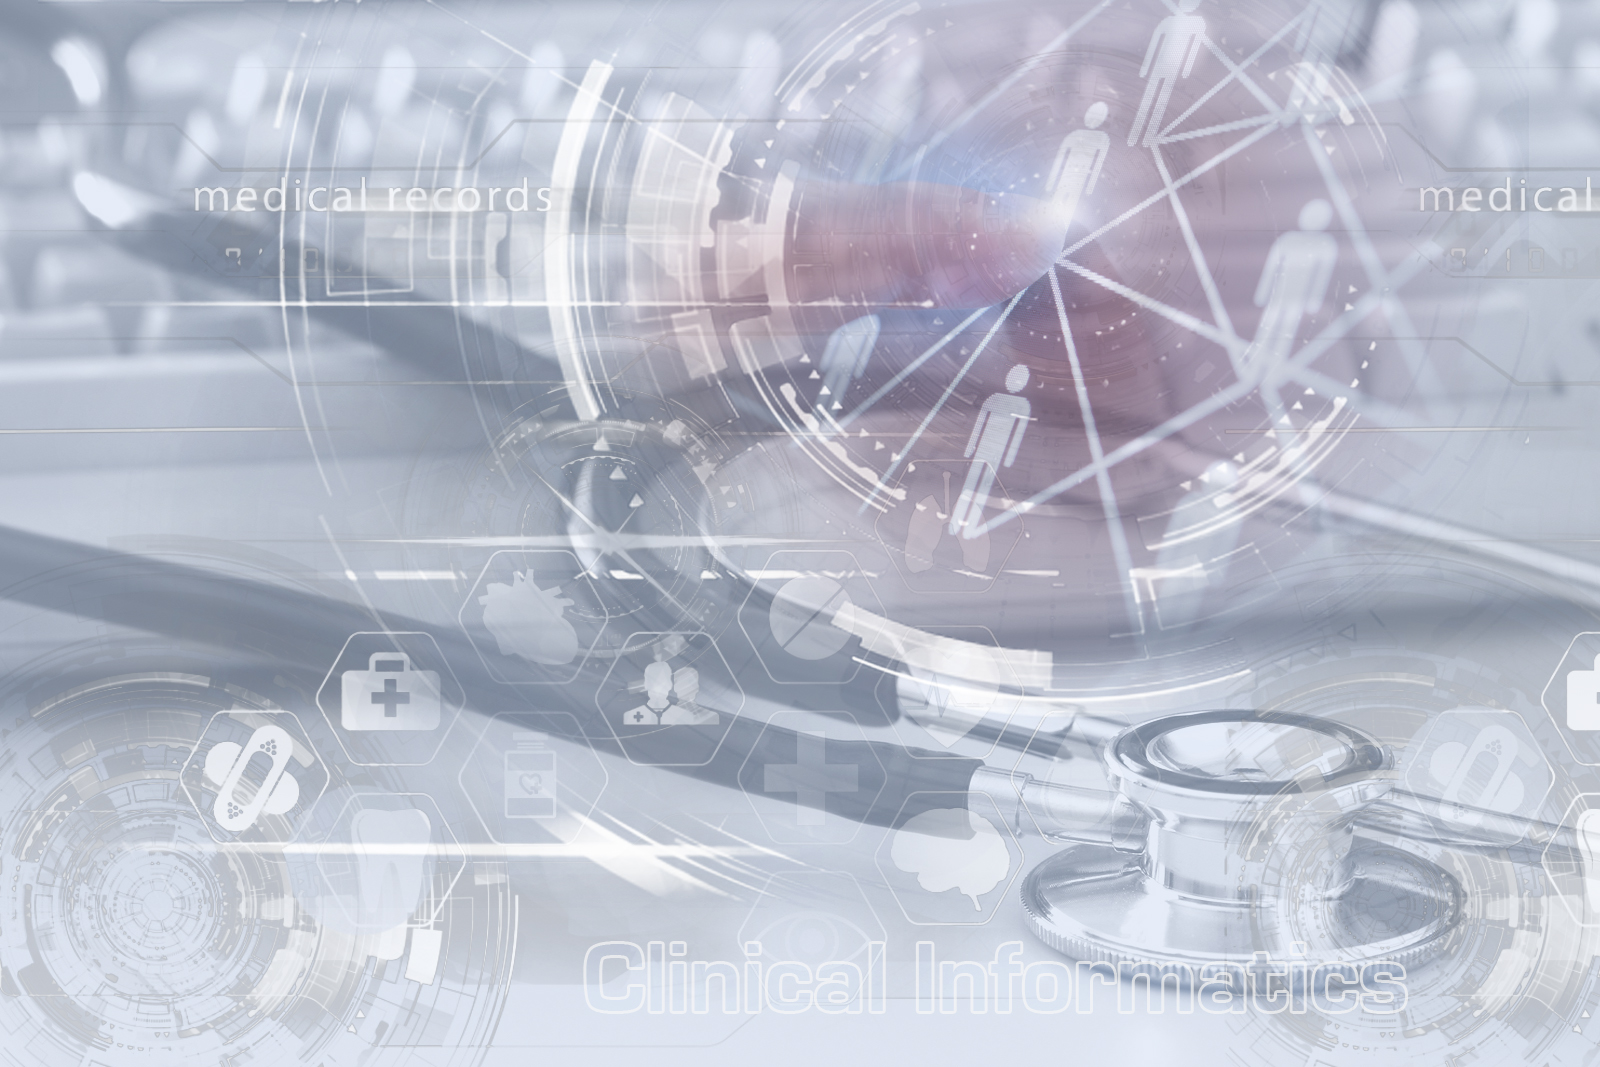 medical records
medical
Clinical Informatics